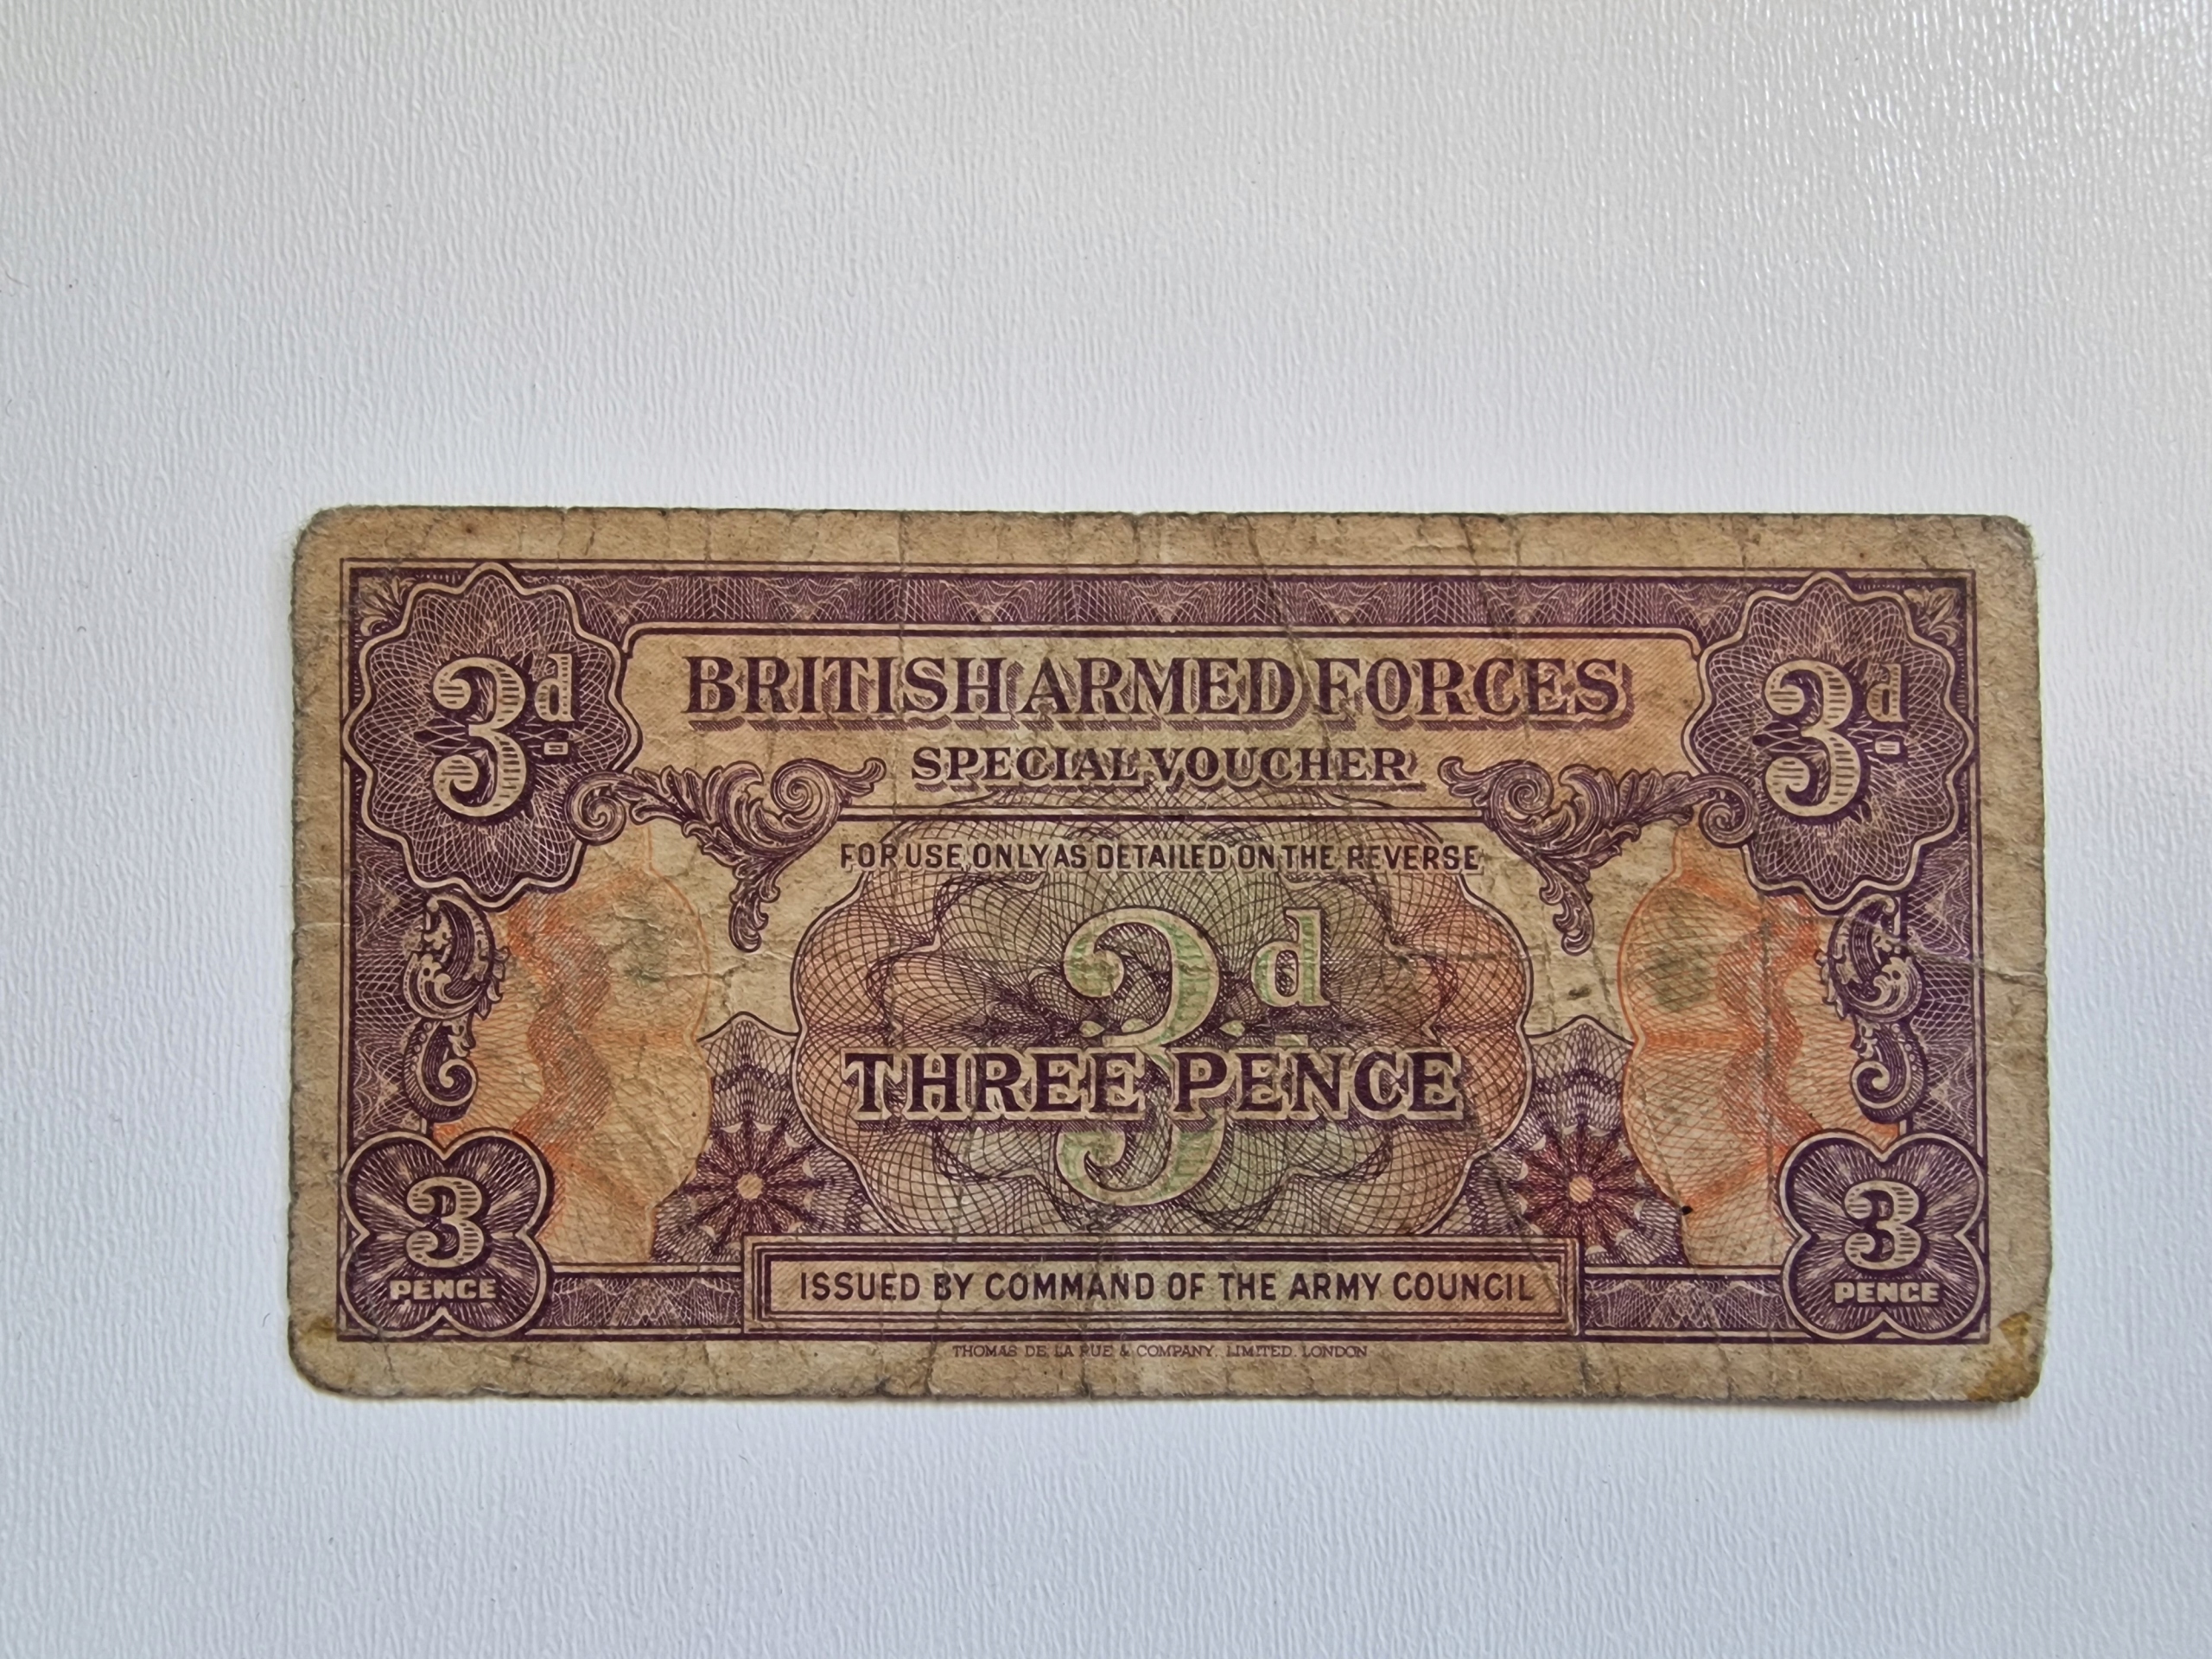 3d
BRITISH ARMED FORCES
3d
SPECIAL VOUCHER
FOR USE ONLY AS DETAILED ON THE REVERSE
3d
THREE PENCE
3
PENCE
ISSUED BY COMMAND OF THE ARMY COUNCIL
3
PENCE
THOMAS DE LA RUE & COMPANY, LIMITED, LONDON